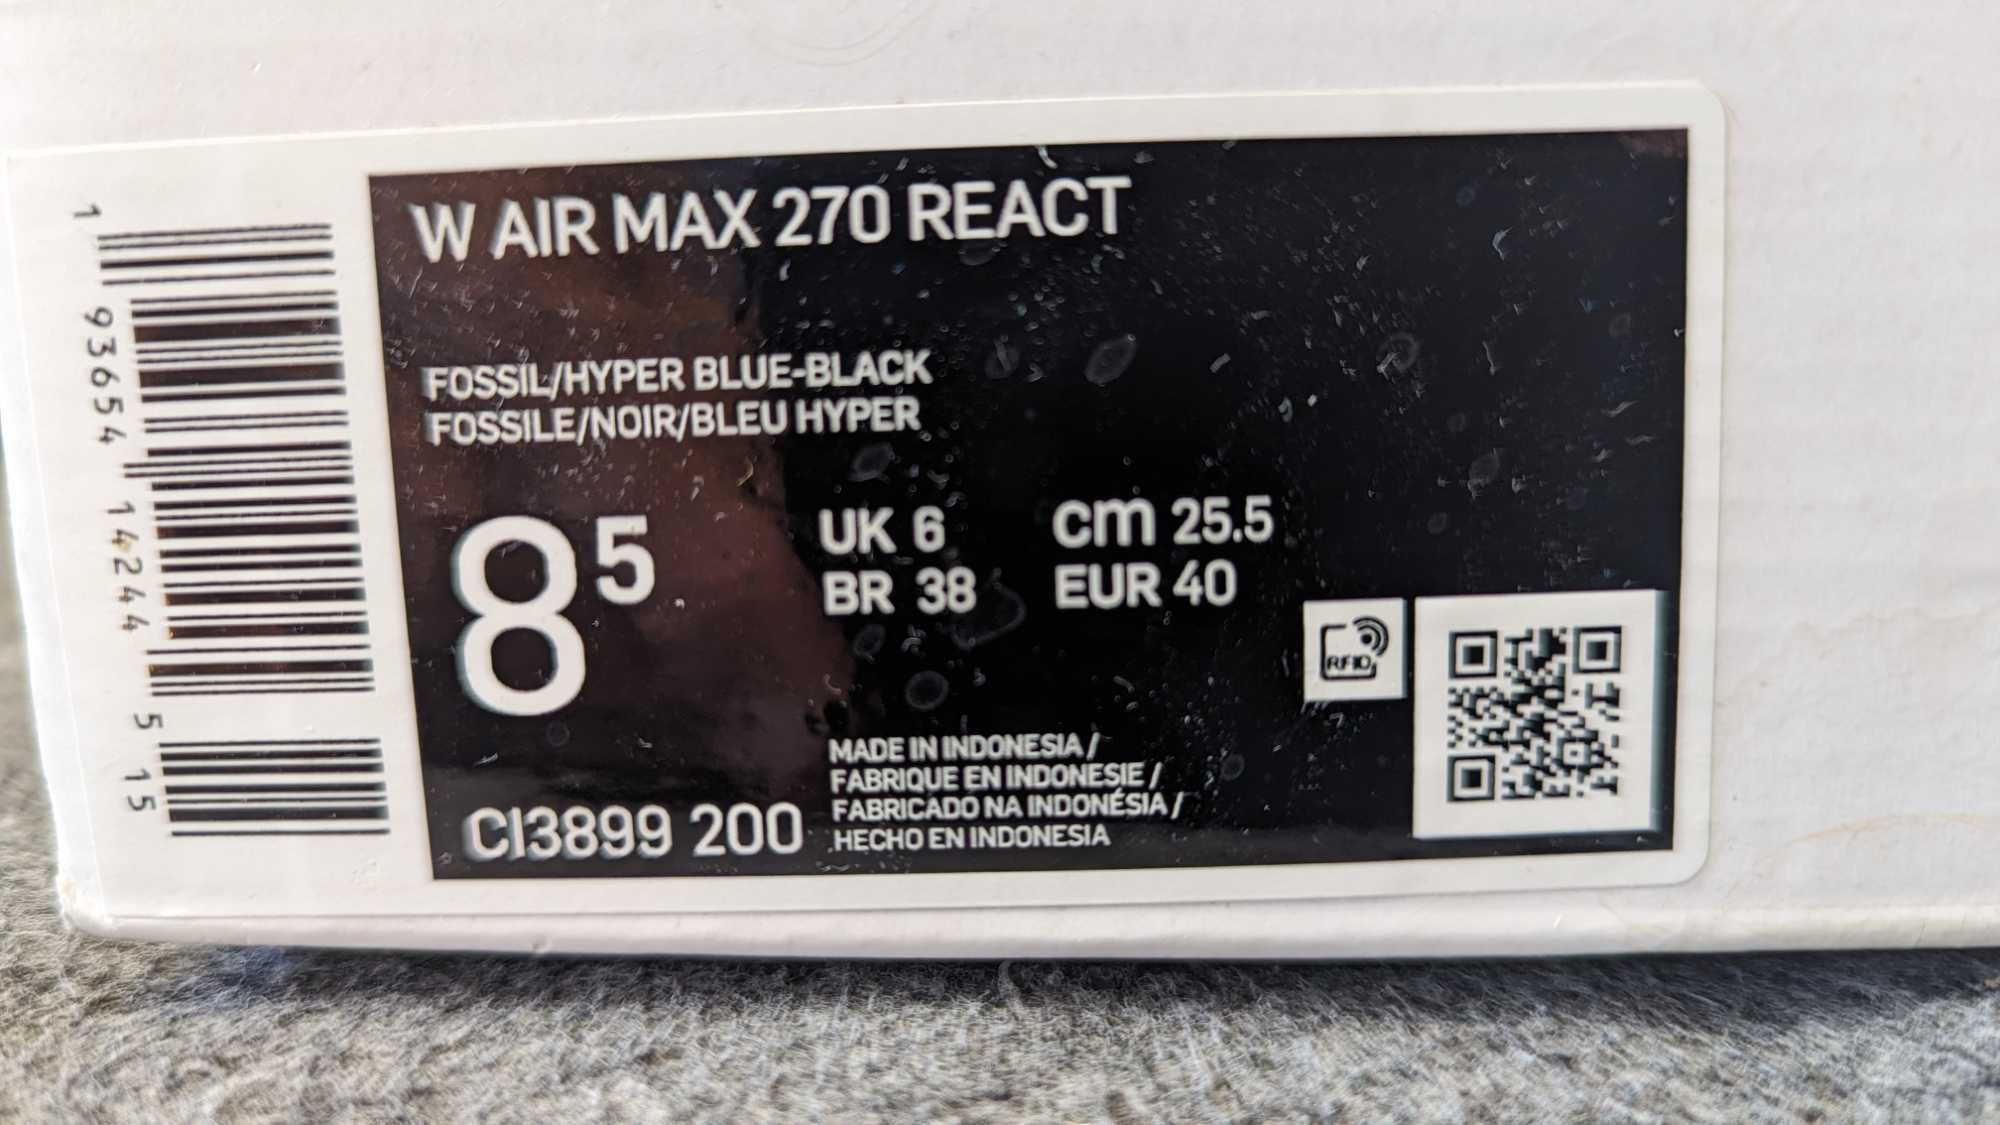 W AIR MAX 270 REACT
FOSSIL/HYPER BLUE-BLACK
FOSSILE/NOIR/BLEU HYPER
8 5
UK 6
cm 25.5
BR 38
EUR 40
RFID
MADE IN INDONESIA /
FABRIQUE EN INDONESIE /
FABRICADO NA INDONÉSIA /
HECHO EN INDONESIA
CI3899 200
1 93654 14244 5 15